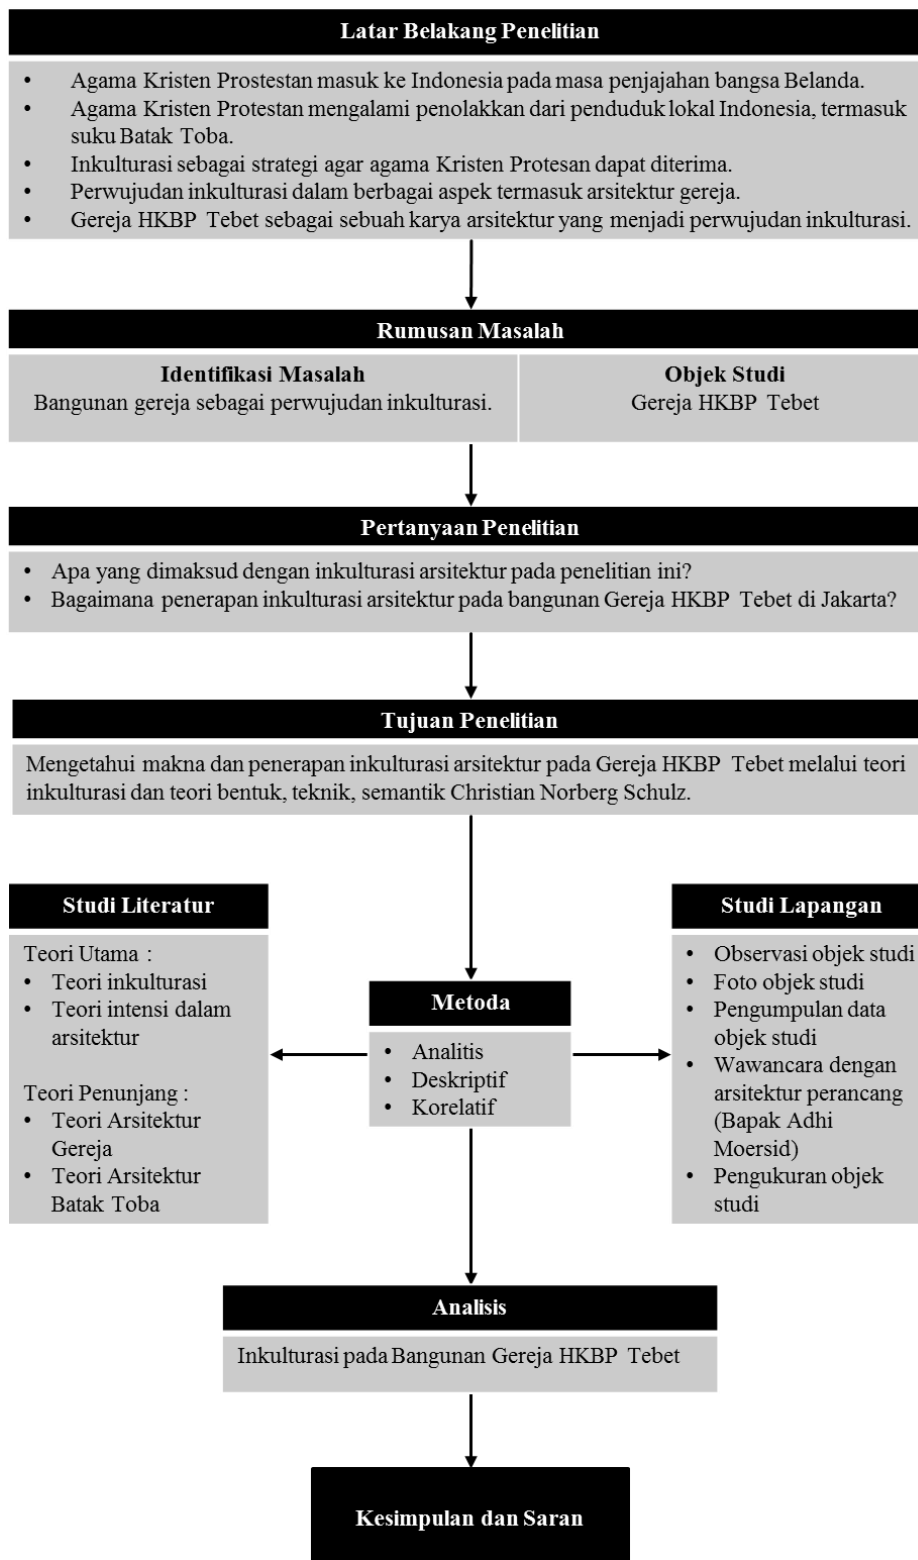 Latar Belakang Penelitian
• Agama Kristen Prostestan masuk ke Indonesia pada masa penjajahan bangsa Belanda.
• Agama Kristen Protestan mengalami penolakkan dari penduduk lokal Indonesia, termasuk
suku Batak Toba.
• Inkulturasi sebagai strategi agar agama Kristen Protesan dapat diterima.
• Perwujudan inkulturasi dalam berbagai aspek termasuk arsitektur gereja.
• Gereja HKBP Tebet sebagai sebuah karya arsitektur yang menjadi perwujudan inkulturasi.
Rumusan Masalah
Identifikasi Masalah
Bangunan gereja sebagai perwujudan inkulturasi.
Objek Studi
Gereja HKBP Tebet
Pertanyaan Penelitian
• Apa yang dimaksud dengan inkulturasi arsitektur pada penelitian ini?
• Bagaimana penerapan inkulturasi arsitektur pada bangunan Gereja HKBP Tebet di Jakarta?
Tujuan Penelitian
Mengetahui makna dan penerapan inkulturasi arsitektur pada Gereja HKBP Tebet melalui teori
inkulturasi dan teori bentuk, teknik, semantik Christian Norberg Schulz.
Studi Literatur
Teori Utama :
• Teori inkulturasi
• Teori intensi dalam
arsitektur
Teori Penunjang :
• Teori Arsitektur
Gereja
• Teori Arsitektur
Batak Toba
Metoda
• Analitis
• Deskriptif
• Korelatif
Studi Lapangan
• Observasi objek studi
• Foto objek studi
• Pengumpulan data
objek studi
• Wawancara dengan
arsitektur perancang
(Bapak Adhi
Moersid)
• Pengukuran objek
studi
Analisis
Inkulturasi pada Bangunan Gereja HKBP Tebet
Kesimpulan dan Saran